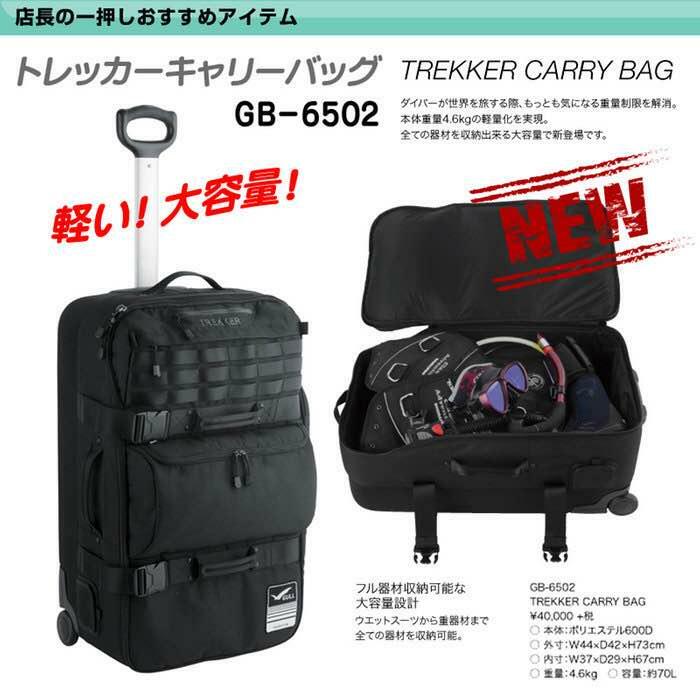 店長の一押しおすすめアイテム
トレッカーキャリーバッグ TREKKER CARRY BAG
GB-6502
ダイバーが世界を旅する際、もっとも気になる重量制限を解消。
本体重量4.6kgの軽量化を実現。
全ての器材を収納出来る大容量で新登場です。
軽い！大容量！
NEW
TREKKER
GULL
フル器材収納可能な
大容量設計
ウエットスーツから重器材まで
全ての器材を収納可能。
GB-6502
TREKKER CARRY BAG
¥40,000 +税
○ 本体：ポリエステル600D
○ 外寸：W44×D42×H73cm
○ 内寸：W37×D29×H67cm
○ 重量：4.6kg ○ 容量：約70L